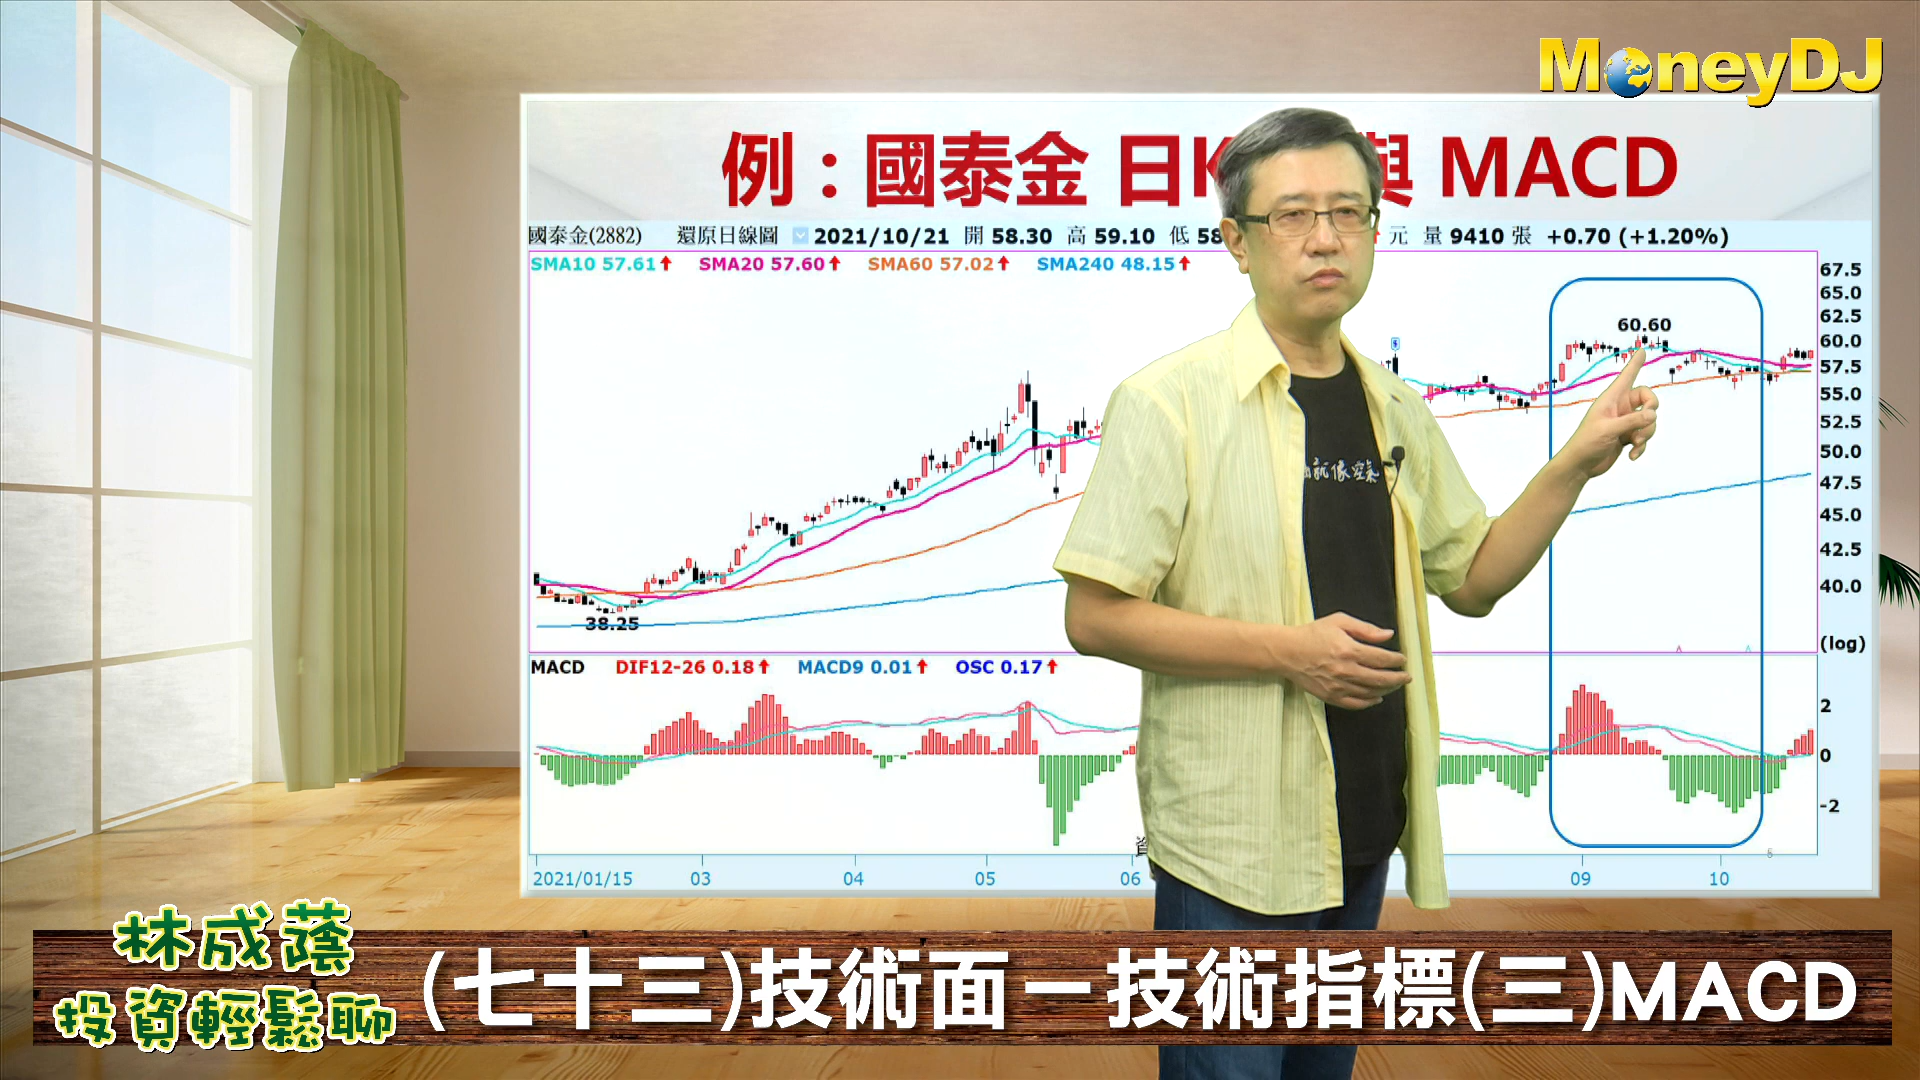 MoneyDJ
例：國泰金 日K 與 MACD
國泰金(2882) 還原日線圖 2021/10/21 開 58.30 高 59.10 低 58 元 量 9410 張 +0.70 (+1.20%)
SMA10 57.61↑ SMA20 57.60↑ SMA60 57.02↑ SMA240 48.15↑
67.5
65.0
62.5
60.0
57.5
55.0
52.5
50.0
47.5
45.0
42.5
40.0
(log)
60.60
38.25
就像空氣
MACD DIF12-26 0.18↑ MACD9 0.01↑ OSC 0.17↑
2
0
-2
2021/01/15 03 04 05 06 09 10
林成蔭
投資輕鬆聊
(七十三)技術面－技術指標(三)MACD